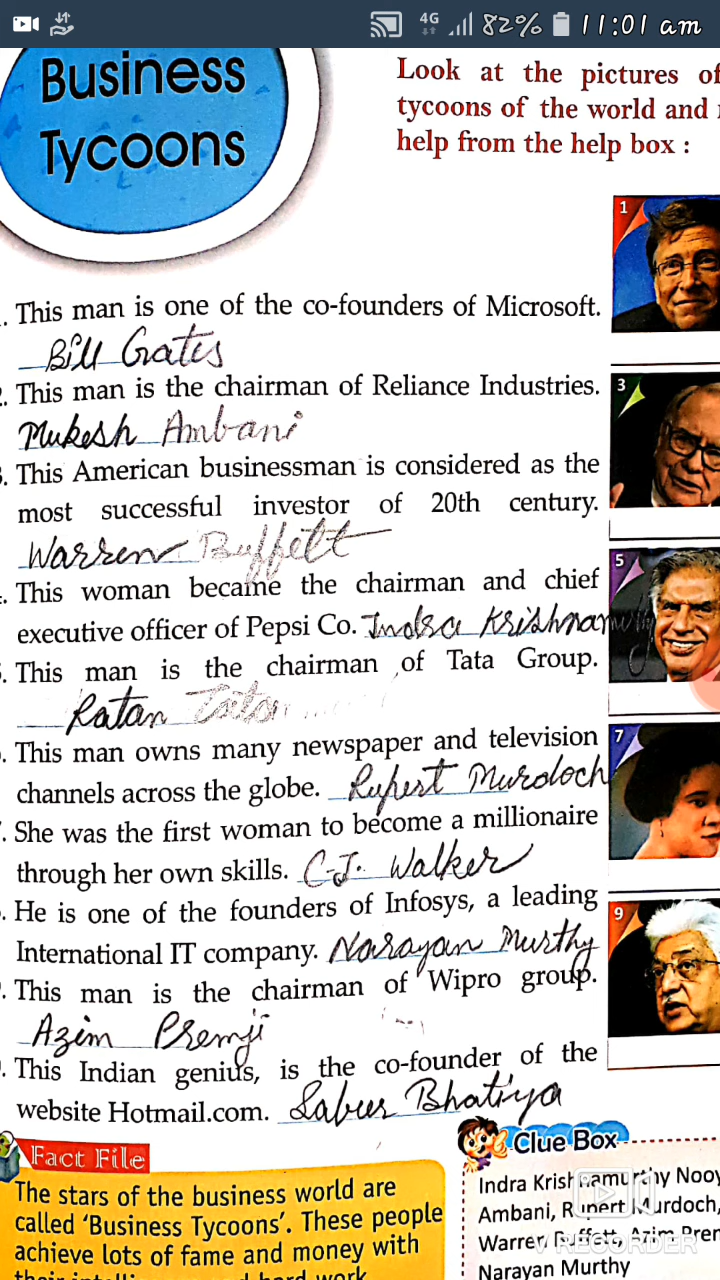 4G 82% 11:01 am
Business
Tycoons
Look at the pictures of
tycoons of the world and
help from the help box :
1
. This man is one of the co-founders of Microsoft.
Bill Gates
. This man is the chairman of Reliance Industries.
Mukesh Ambani
3
. This American businessman is considered as the
most successful investor of 20th century.
Warren Buffett
. This woman became the chairman and chief
executive officer of Pepsi Co. Indra Krishnamurthy
5
. This man is the chairman of Tata Group.
Ratan Tata
. This man owns many newspaper and television
channels across the globe. Rupert Murdoch
7
. She was the first woman to become a millionaire
through her own skills. C.J. Walker
. He is one of the founders of Infosys, a leading
International IT company. Narayan Murthy
9
. This man is the chairman of Wipro group.
Azim Premji
. This Indian genius, is the co-founder of the
website Hotmail.com. Sabeer Bhatiya
Fact File
The stars of the business world are
called 'Business Tycoons'. These people
achieve lots of fame and money with
hard work
Clue Box
Indra Krishnamurthy Nooy
Ambani, Rupert Murdoch,
Warren Buffett, Azim Prem
Narayan Murthy
RECORDER